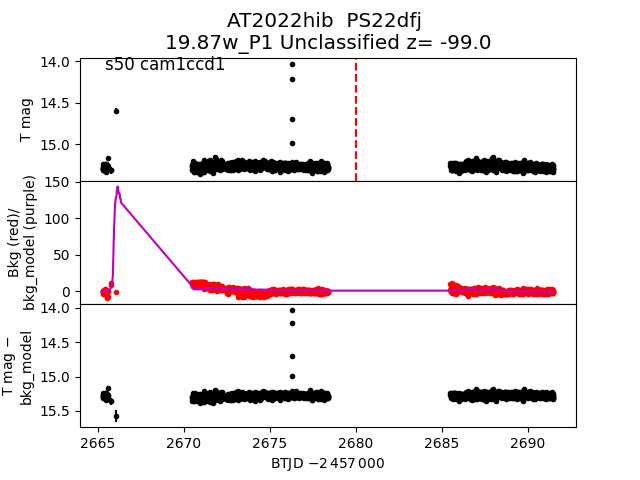 AT2022hib  PS22dfj
19.87w_P1 Unclassified z= -99.0
s50 cam1ccd1
T mag
14.0
14.5
15.0
Bkg (red)/
bkg_model (purple)
150
100
50
0
T mag −
bkg_model
14.0
14.5
15.0
15.5
2665 2670 2675 2680 2685 2690
BTJD −2 457 000